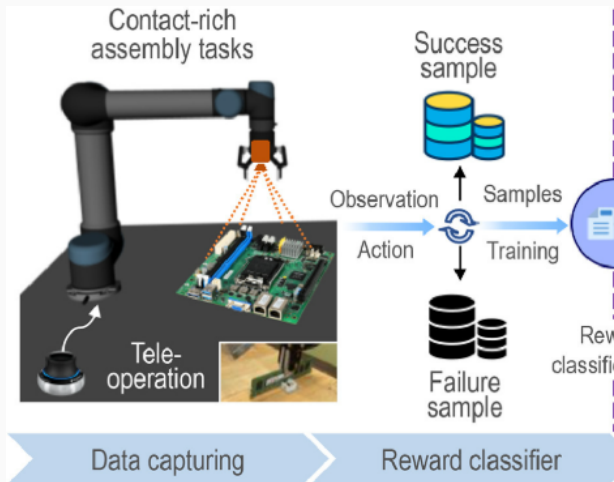 Contact-rich
assembly tasks
Success
sample
Observation
Action
Samples
Training
Tele-
operation
Failure
sample
Data capturing
Reward classifier